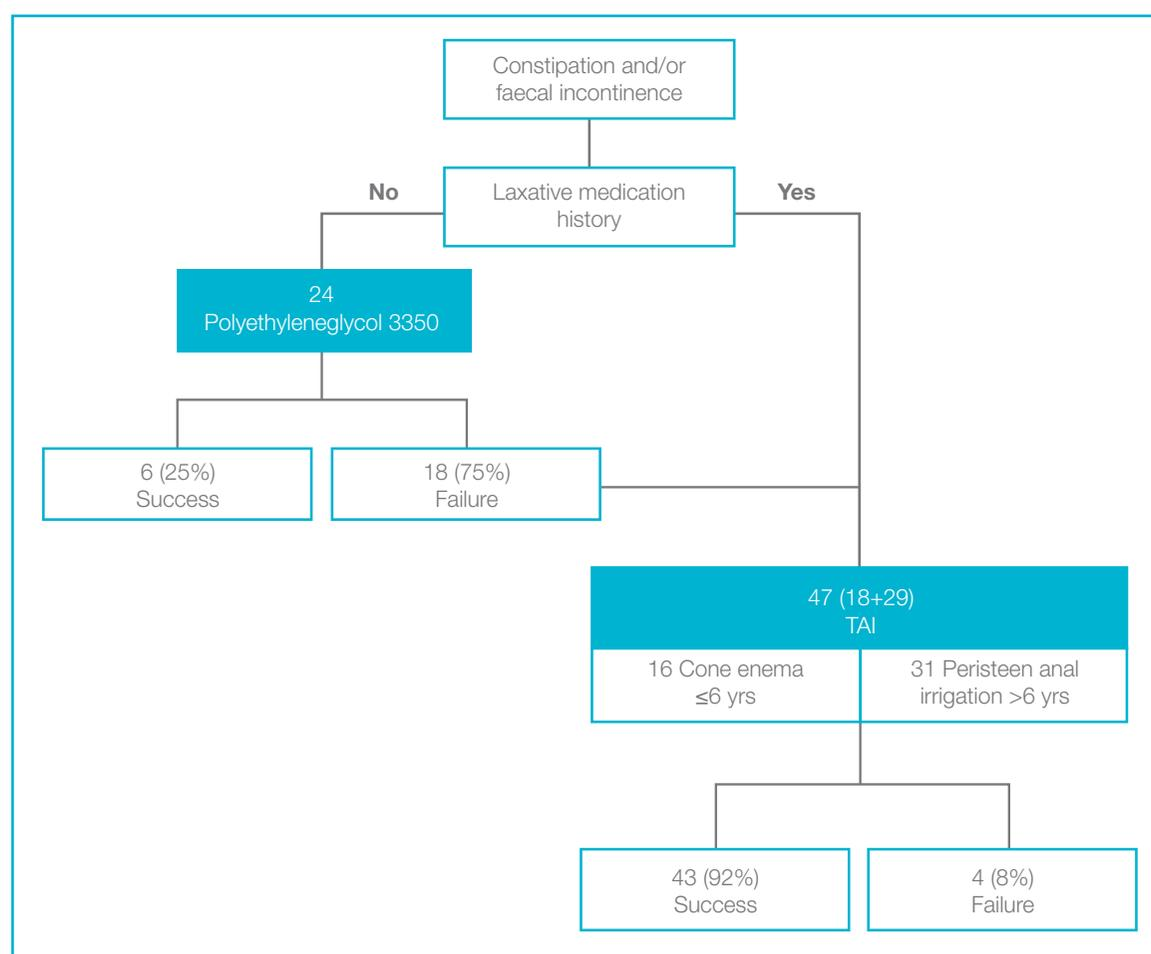 Constipation and/or
faecal incontinence
Laxative medication
history
No
Yes
24
Polyethyleneglycol 3350
6 (25%)
Success
18 (75%)
Failure
47 (18+29)
TAI
16 Cone enema
≤6 yrs
31 Peristeen anal
irrigation >6 yrs
43 (92%)
Success
4 (8%)
Failure